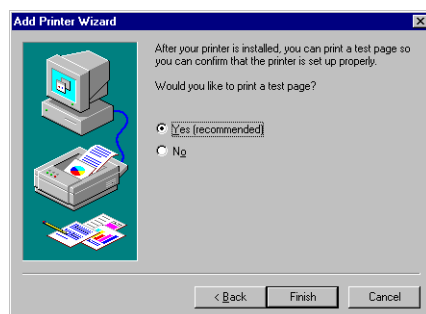 Add Printer Wizard
After your printer is installed, you can print a test page so
you can confirm that the printer is set up properly.
Would you like to print a test page?
Yes (recommended)
No
< Back
Finish
Cancel